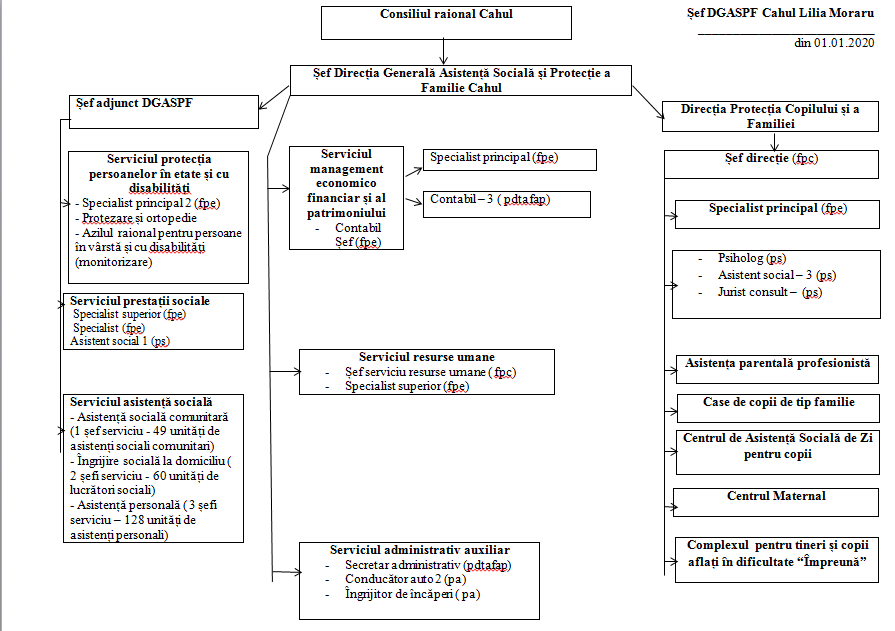 Consiliul raional Cahul
Șef DGASPF Cahul Lilia Moraru
___________________________
din 01.01.2020
Șef Direcția Generală Asistență Socială și Protecție a
Familie Cahul
Șef adjunct DGASPF
Serviciul protecția
persoanelor în etate și cu
disabilități
- Specialist principal 2 (fpe)
- Protezare și ortopedie
- Azilul raional pentru persoane
în vârstă și cu disabilități
(monitorizare)
Serviciul prestații sociale
Specialist superior (fpe)
Specialist (fpe)
Asistent social 1 (ps)
Serviciul asistență socială
- Asistență socială comunitară
(1 șef serviciu - 49 unități de
asistenți sociali comunitari)
- Îngrijire socială la domiciliu (
2 șefi serviciu - 60 unități de
lucrători sociali)
- Asistență personală ( 3 șefi
serviciu – 128 unități de
asistenți personali)
Serviciul
management
economico
financiar și al
patrimoniului
- Contabil
Șef (fpe)
Specialist principal (fpe)
Contabil – 3 ( pdtafap)
Serviciul resurse umane
- Șef serviciu resurse umane ( fpc)
- Specialist superior (fpe)
Serviciul administrativ auxiliar
- Secretar administrativ (pdtafap)
- Conducător auto 2 (pa)
- Îngrijitor de încăperi ( pa)
Direcția Protecția Copilului și a
Familiei
Șef direcție (fpc)
Specialist principal (fpe)
- Psiholog (ps)
- Asistent social – 3 (ps)
- Jurist consult – (ps)
Asistența parentală profesionistă
Case de copii de tip familie
Centrul de Asistență Socială de Zi
pentru copii
Centrul Maternal
Complexul pentru tineri și copii
aflați în dificultate “Împreună”